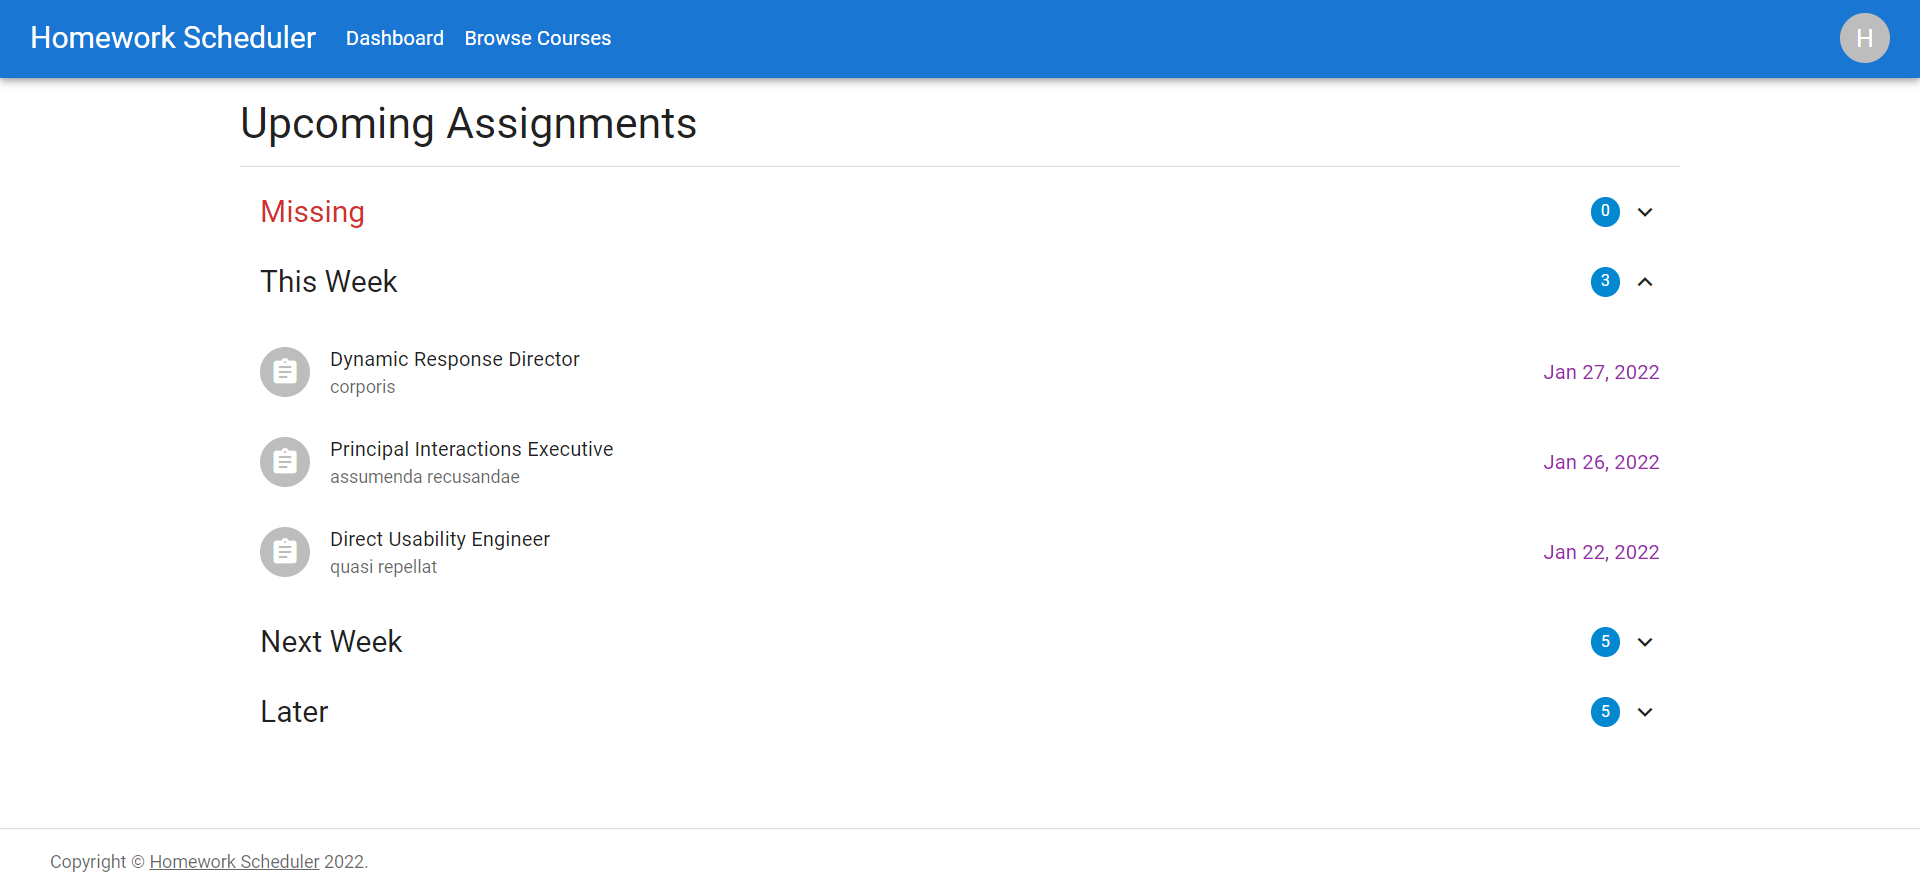 Homework Scheduler Dashboard Browse Courses H
Upcoming Assignments
Missing 0
This Week 3
Dynamic Response Director
corporis
Jan 27, 2022
Principal Interactions Executive
assumenda recusandae
Jan 26, 2022
Direct Usability Engineer
quasi repellat
Jan 22, 2022
Next Week 5
Later 5
Copyright © Homework Scheduler 2022.